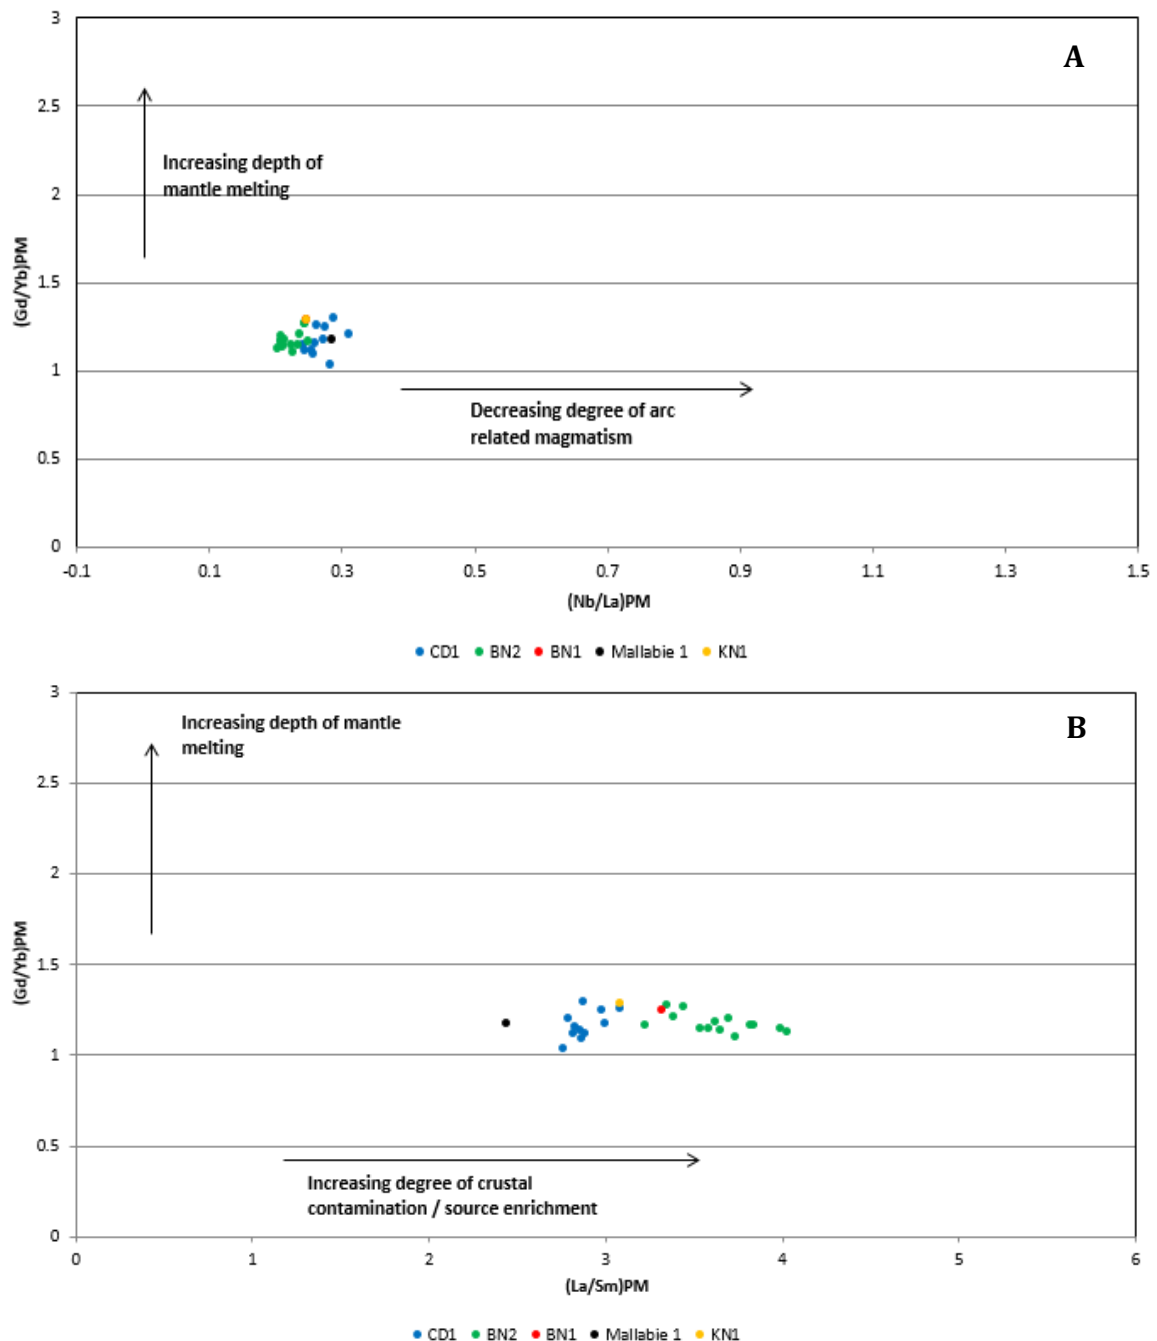 3
A
2.5
Increasing depth of
mantle melting
2
(Gd/Yb)PM
1.5
1
Decreasing degree of arc
related magmatism
0.5
0
-0.1 0.1 0.3 0.5 0.7 0.9 1.1 1.3 1.5
(Nb/La)PM
CD1 BN2 BN1 Mallabie 1 KN1
3
Increasing depth of mantle
melting
B
2.5
2
(Gd/Yb)PM
1.5
1
0.5
Increasing degree of crustal
contamination / source enrichment
0
0 1 2 3 4 5 6
(La/Sm)PM
CD1 BN2 BN1 Mallabie 1 KN1